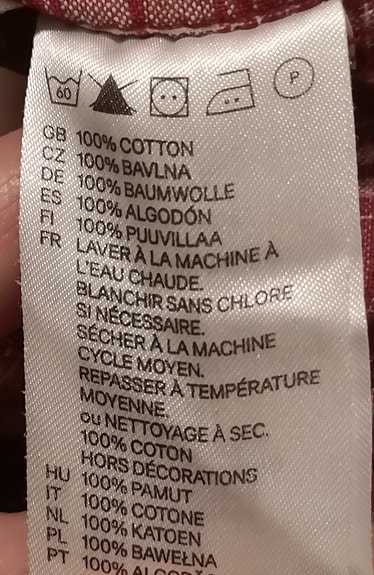 60
P
GB 100% COTTON
CZ 100% BAVLNA
DE 100% BAUMWOLLE
ES 100% ALGODÓN
FI 100% PUUVILLAA
FR LAVER À LA MACHINE À
L'EAU CHAUDE.
BLANCHIR SANS CHLORE
SI NÉCESSAIRE.
SÉCHER À LA MACHINE
CYCLE MOYEN.
REPASSER À TEMPÉRATURE
MOYENNE.
ou NETTOYAGE À SEC.
100% COTON
HORS DÉCORATIONS
HU 100% PAMUT
IT 100% COTONE
NL 100% KATOEN
PL 100% BAWEŁNA
PT 100%